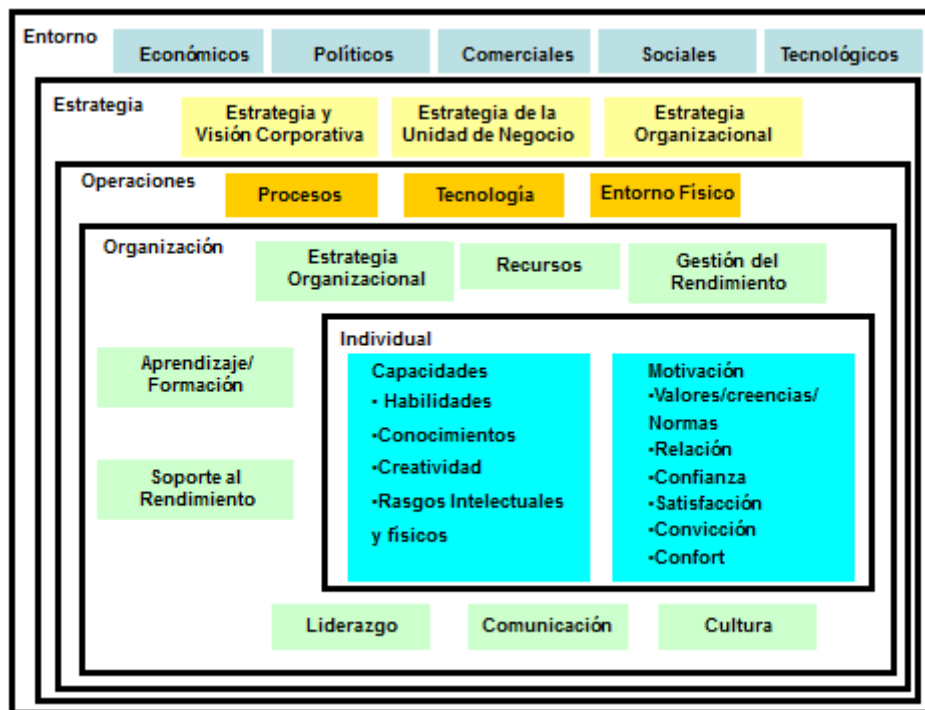 Entorno
Económicos
Políticos
Comerciales
Sociales
Tecnológicos
Estrategia
Estrategia y
Visión Corporativa
Estrategia de la
Unidad de Negocio
Estrategia
Organizacional
Operaciones
Procesos
Tecnología
Entorno Físico
Organización
Estrategia
Organizacional
Recursos
Gestión del
Rendimiento
Aprendizaje/
Formación
Soporte al
Rendimiento
Individual
Capacidades
• Habilidades
•Conocimientos
•Creatividad
•Rasgos Intelectuales
y físicos
Motivación
•Valores/creencias/
Normas
•Relación
•Confianza
•Satisfacción
•Convicción
•Confort
Liderazgo
Comunicación
Cultura